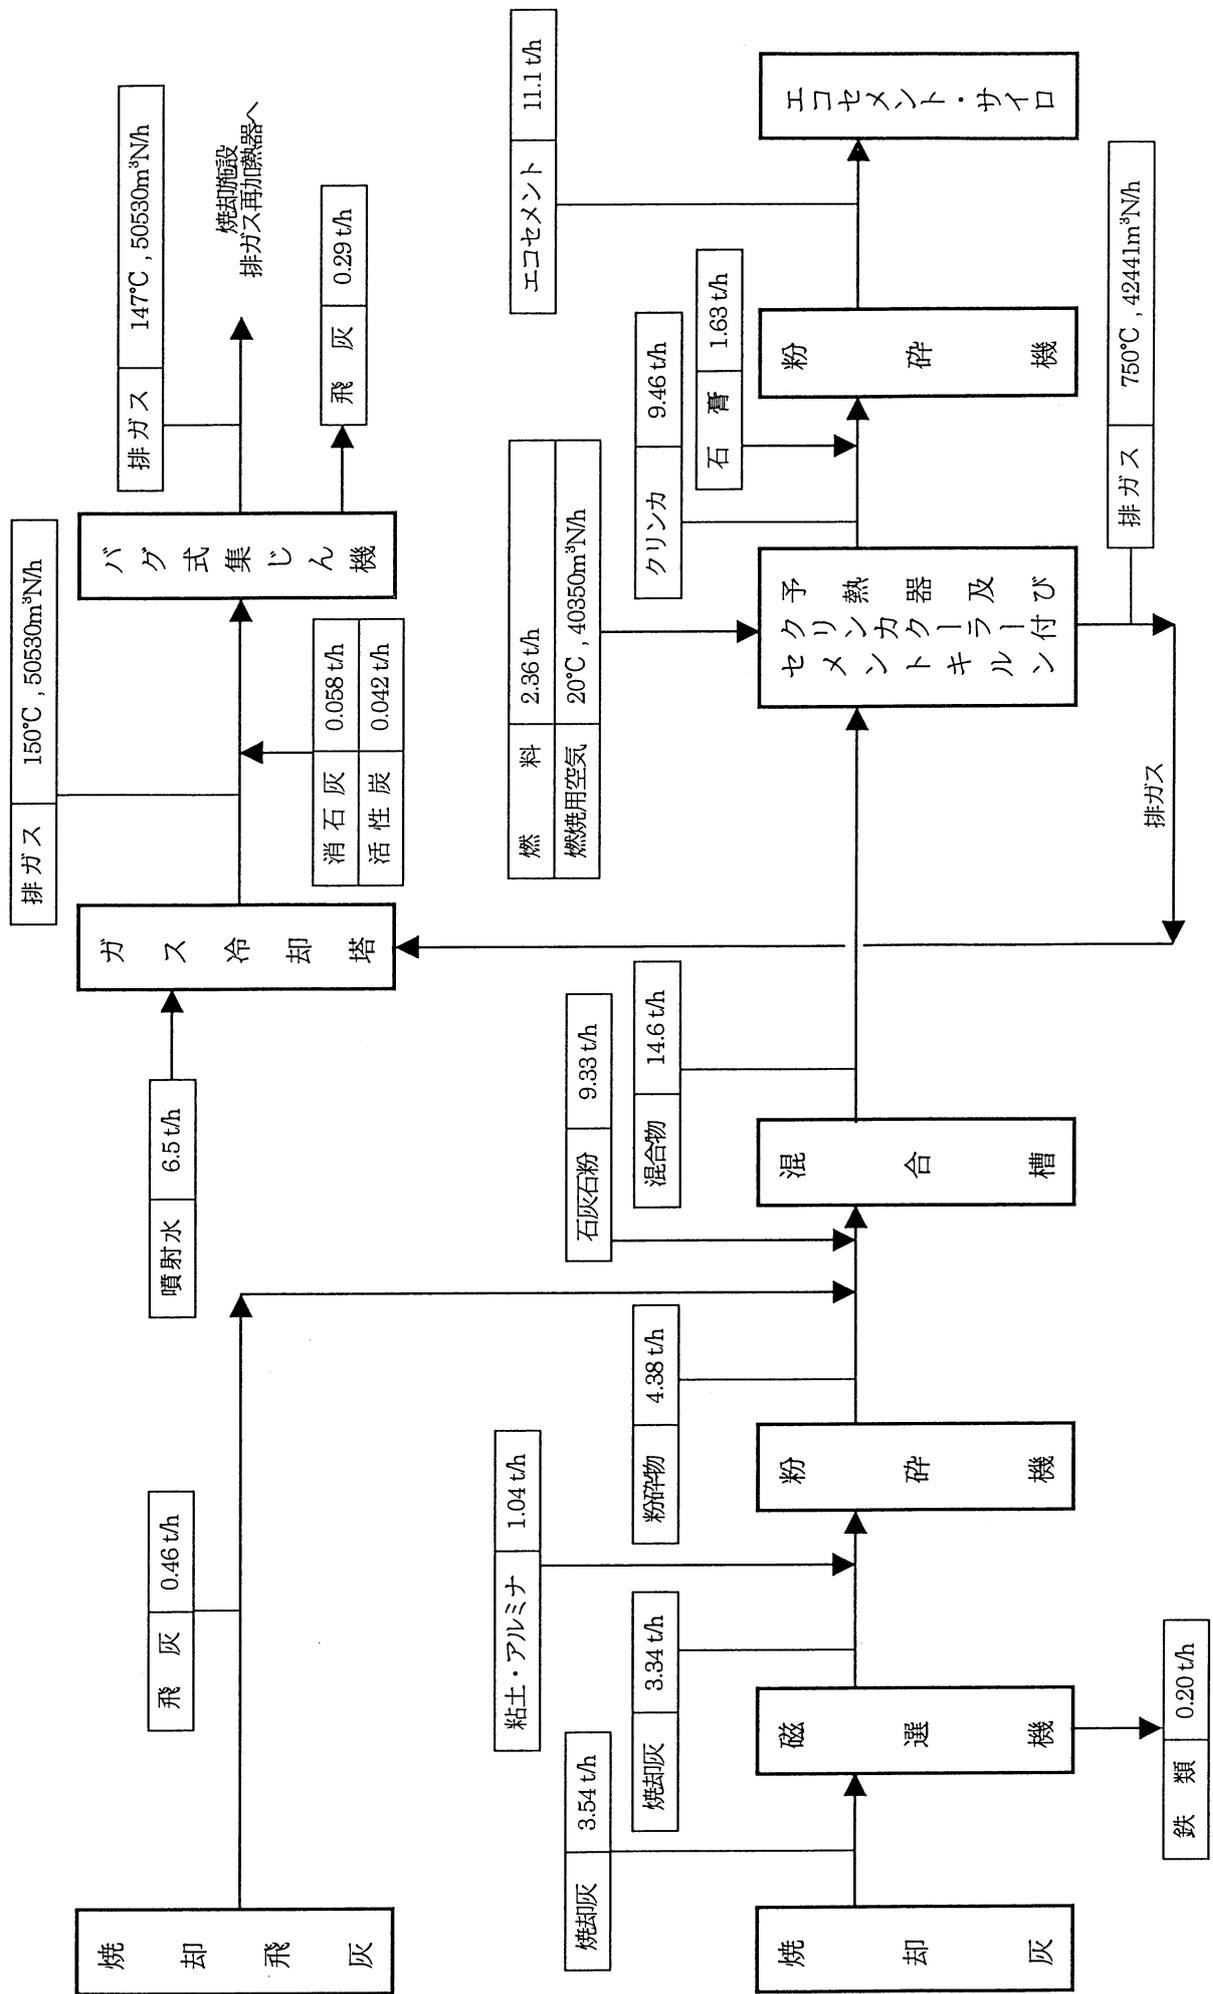 焼却飛灰
飛灰 0.46 t/h
噴射水 6.5 t/h
ガス冷却塔
排ガス 150℃ , 50530m³N/h
消石灰 0.058 t/h
活性炭 0.042 t/h
バグ式集じん機
排ガス 147℃ , 50530m³N/h
焼却施設
排ガス再加熱器へ
飛灰 0.29 t/h
焼却灰
焼却灰 3.54 t/h
磁選機
鉄類 0.20 t/h
焼却灰 3.34 t/h
粘土・アルミナ 1.04 t/h
粉砕機
粉砕物 4.38 t/h
石灰石粉 9.33 t/h
混合槽
混合物 14.6 t/h
燃料 2.36 t/h
燃焼用空気 20℃ , 40350m³N/h
予熱器及び
クリンカクーラー付
セメントキルン
排ガス 750℃ , 42441m³N/h
排ガス
クリンカ 9.46 t/h
石膏 1.63 t/h
粉砕機
エコセメント 11.1 t/h
エコセメント・サイロ